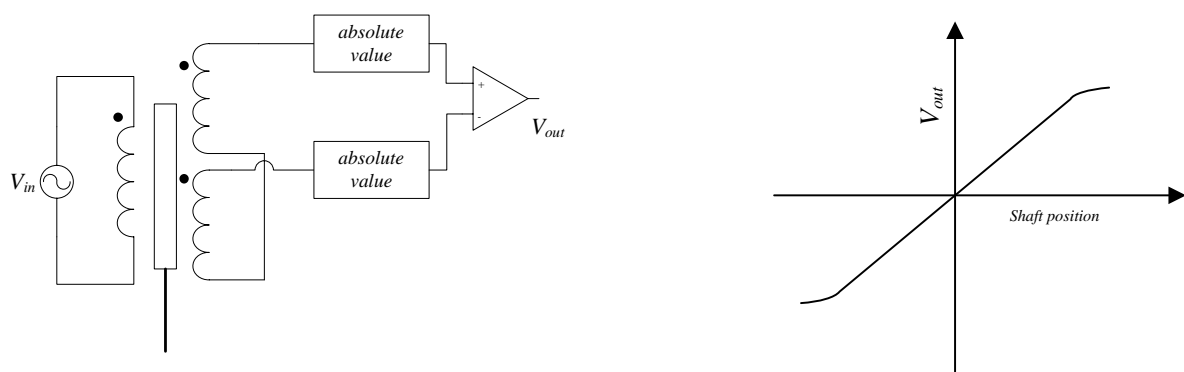 absolute
value
+
-
V_out
V_in
absolute
value
V_out
Shaft position